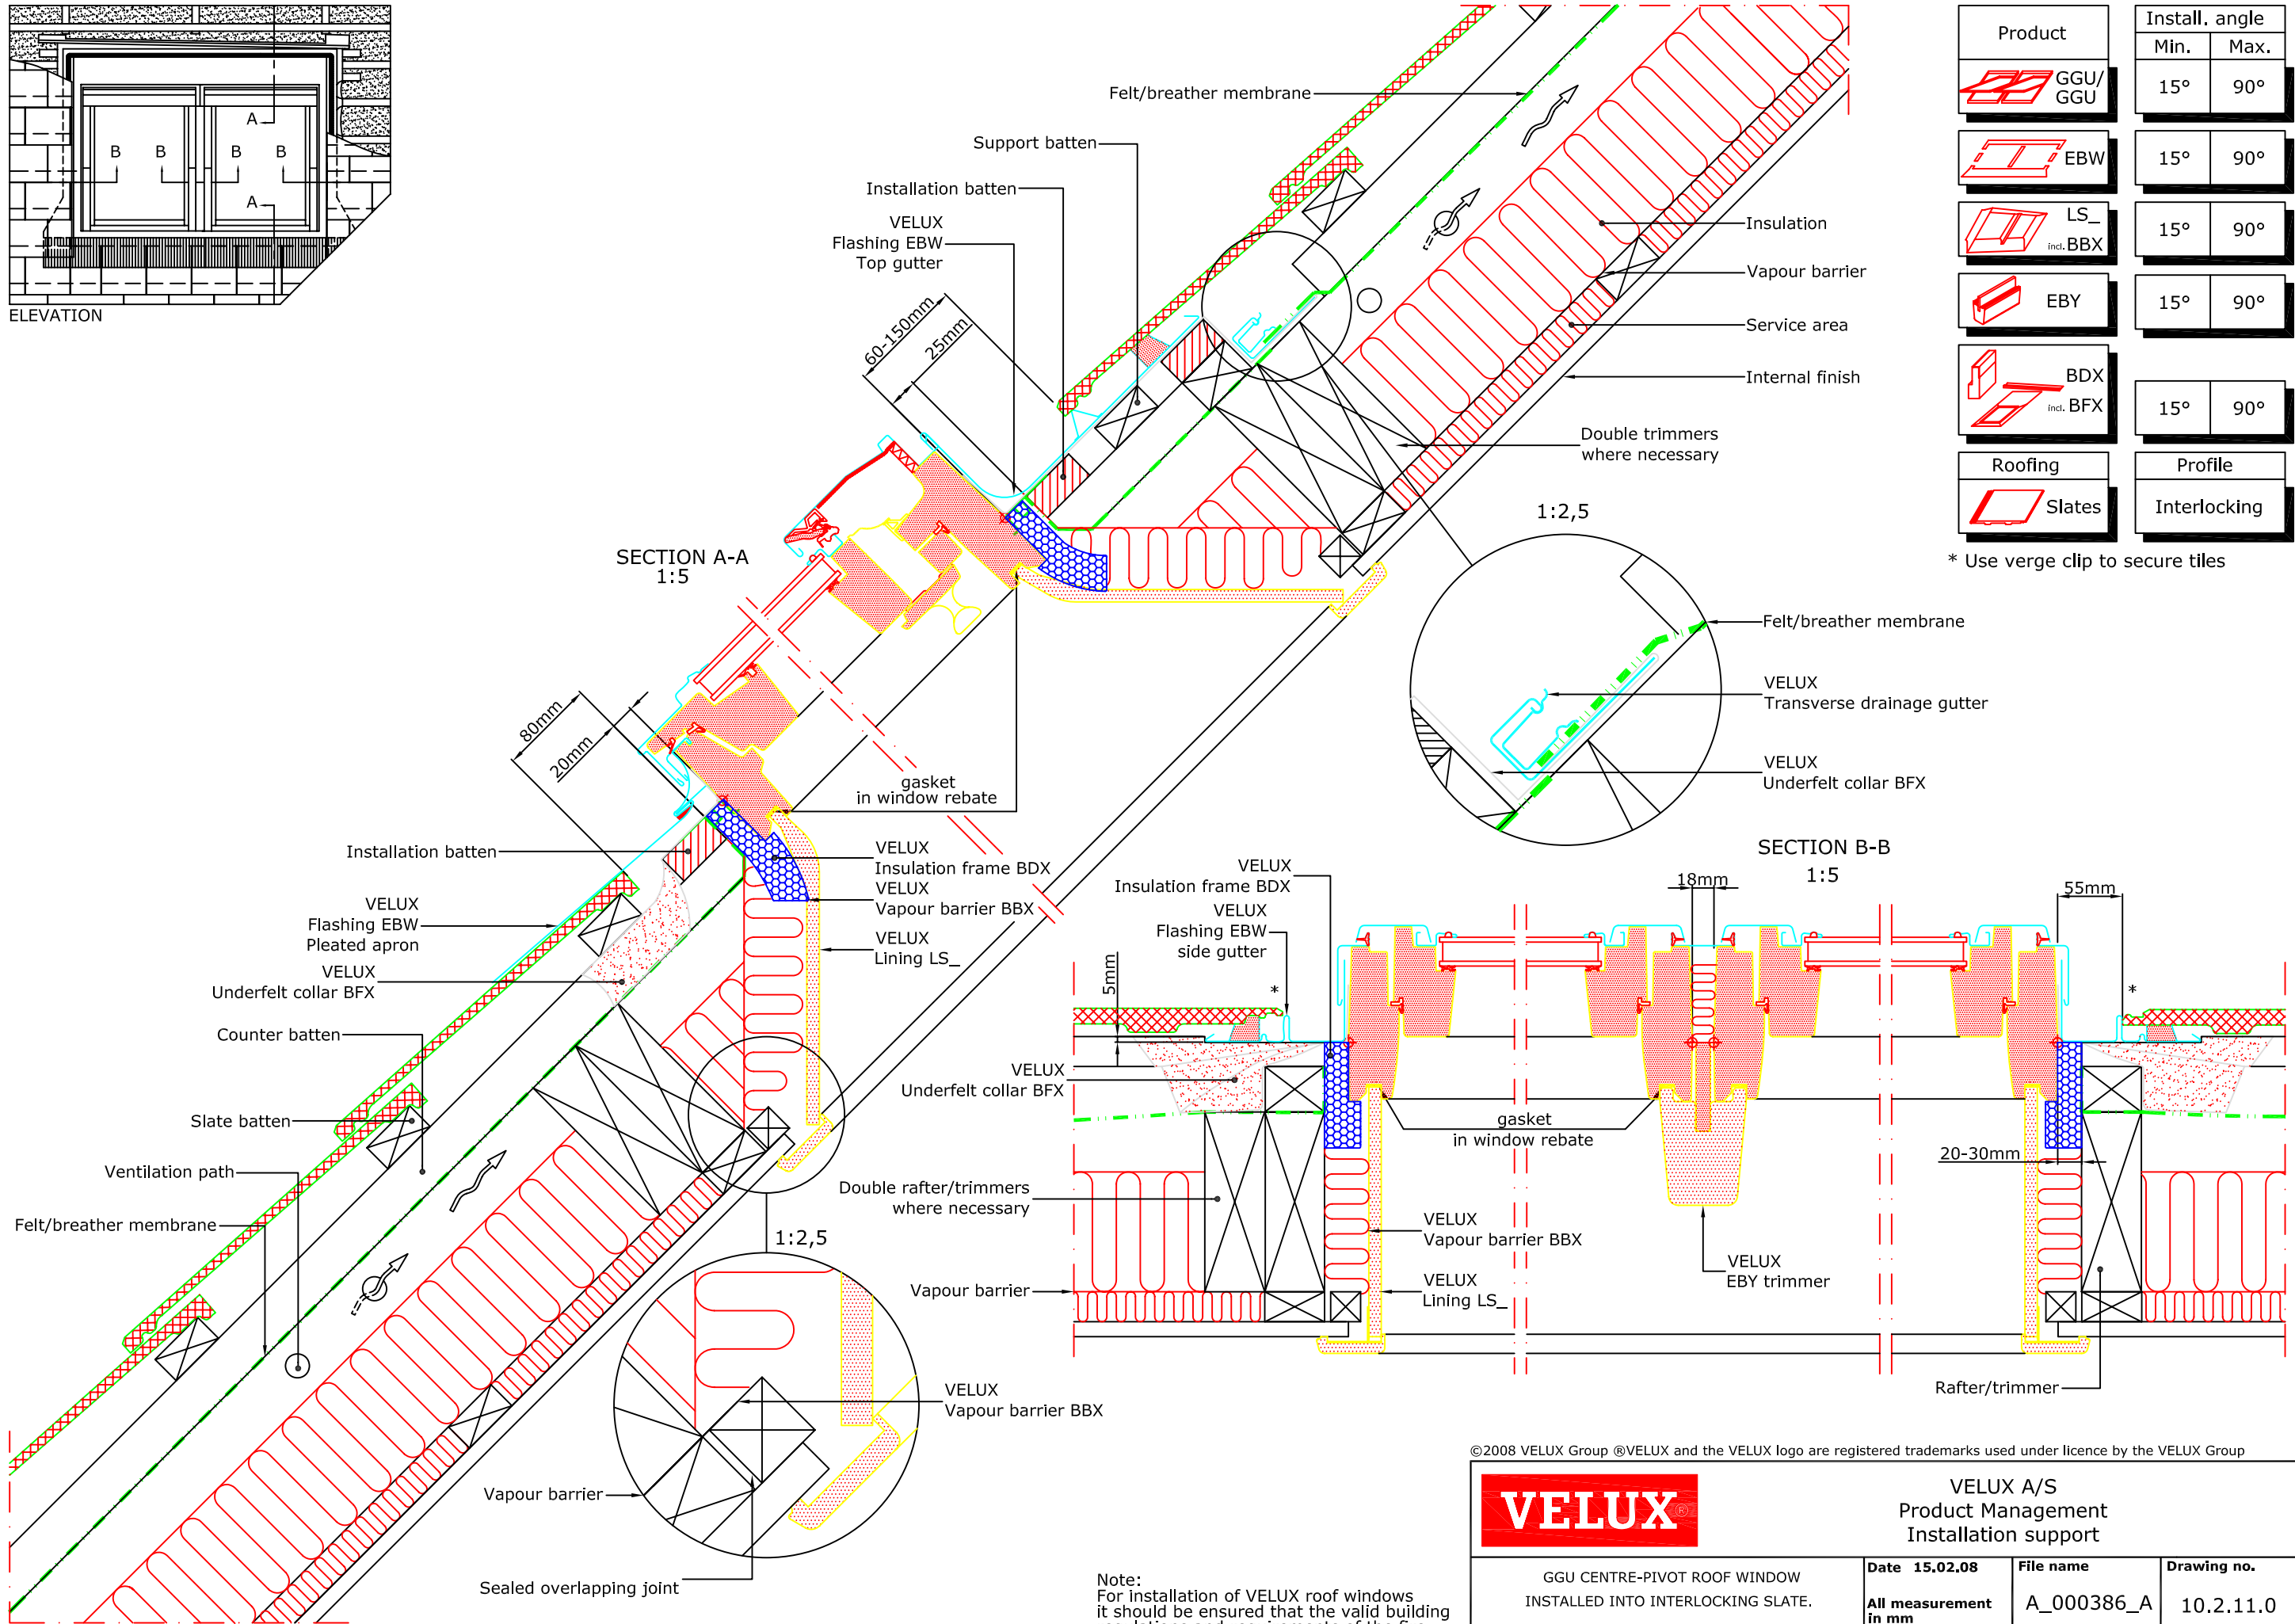 A
B
B
B
B
A
ELEVATION
Felt/breather membrane
Support batten
Installation batten
VELUX
Flashing EBW
Top gutter
60-150mm
25mm
Insulation
Vapour barrier
Service area
Internal finish
Double trimmers
where necessary
SECTION A-A
1:5
80mm
20mm
gasket
in window rebate
Installation batten
VELUX
Insulation frame BDX
VELUX
Vapour barrier BBX
VELUX
Lining LS_
VELUX
Flashing EBW
Pleated apron
VELUX
Underfelt collar BFX
Counter batten
Slate batten
Ventilation path
Felt/breather membrane
1:2,5
VELUX
Vapour barrier BBX
Vapour barrier
Sealed overlapping joint
1:2,5
Felt/breather membrane
VELUX
Transverse drainage gutter
VELUX
Underfelt collar BFX
Product
Install. angle
Min.
Max.
GGU/
GGU
15°
90°
EBW
15°
90°
LS_
incl. BBX
15°
90°
EBY
15°
90°
BDX
incl. BFX
15°
90°
Roofing
Profile
Slates
Interlocking
* Use verge clip to secure tiles
SECTION B-B
1:5
VELUX
Insulation frame BDX
VELUX
Flashing EBW
side gutter
18mm
55mm
5mm
*
*
VELUX
Underfelt collar BFX
gasket
in window rebate
20-30mm
Double rafter/trimmers
where necessary
VELUX
Vapour barrier BBX
VELUX
EBY trimmer
Vapour barrier
VELUX
Lining LS_
Rafter/trimmer
©2008 VELUX Group ®VELUX and the VELUX logo are registered trademarks used under licence by the VELUX Group
VELUX®
VELUX A/S
Product Management
Installation support
GGU CENTRE-PIVOT ROOF WINDOW
INSTALLED INTO INTERLOCKING SLATE.
Date 15.02.08
All measurement
in mm
File name
A_000386_A
Drawing no.
10.2.11.0
Note:
For installation of VELUX roof windows
it should be ensured that the valid building